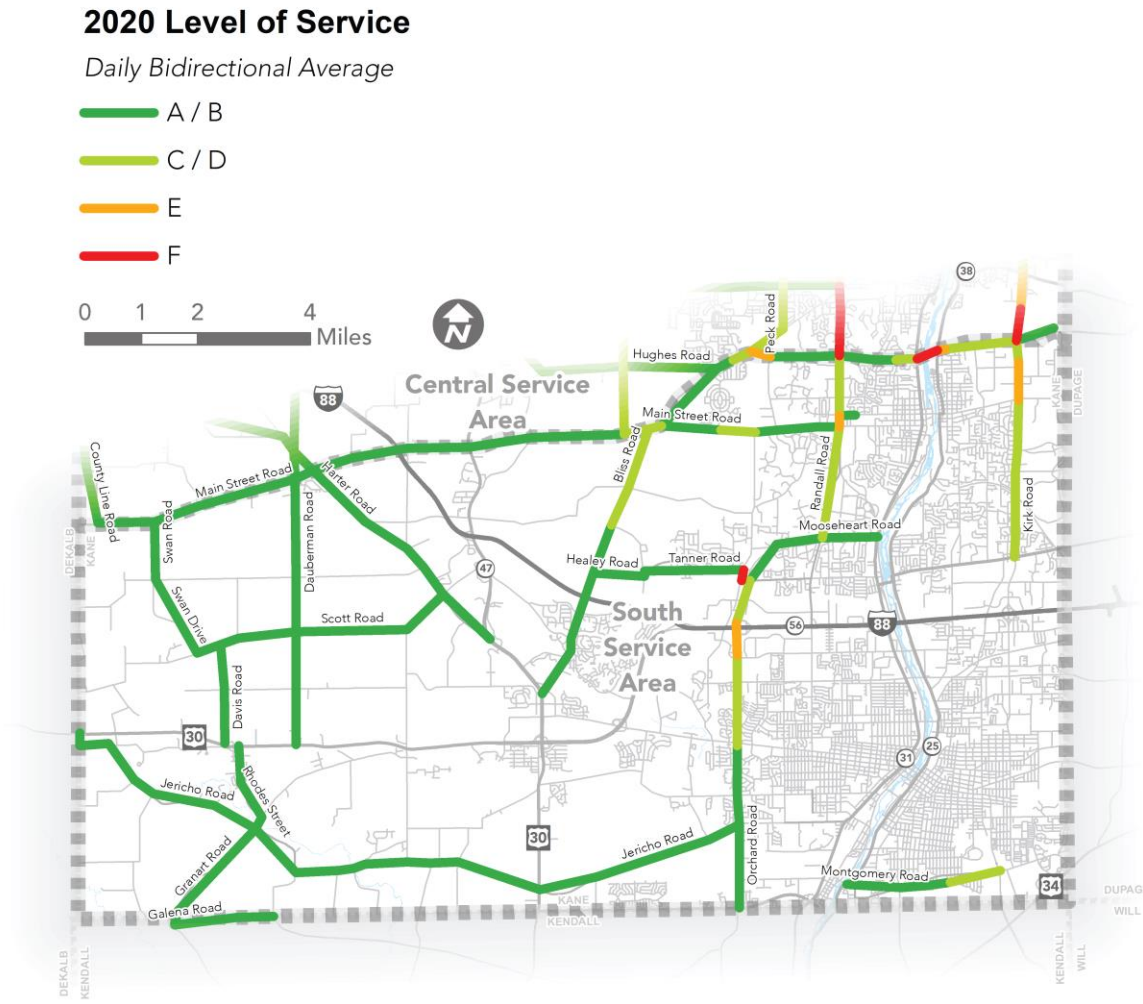 2020 Level of Service
Daily Bidirectional Average
A / B
C / D
E
F
0 1 2 4
Miles
N
38
Peck Road
Hughes Road
KANE
DUPAGE
88
Central Service
Area
Main Street Road
County Line Road
Main Street Road
Harter Road
Bliss Road
Randall Road
Kirk Road
Swan Road
Dauberman Road
Mooseheart Road
DEKALB
KANE
47
Healey Road
Tanner Road
Swan Drive
Scott Road
South
Service
Area
56
88
Davis Road
30
31
25
Jericho Road
Rhodes Street
30
Jericho Road
Orchard Road
Granart Road
Montgomery Road
34
Galena Road
KANE
KENDALL
DUPAG
WILL
DEKALB
KENDALL
KENDALL
WILL